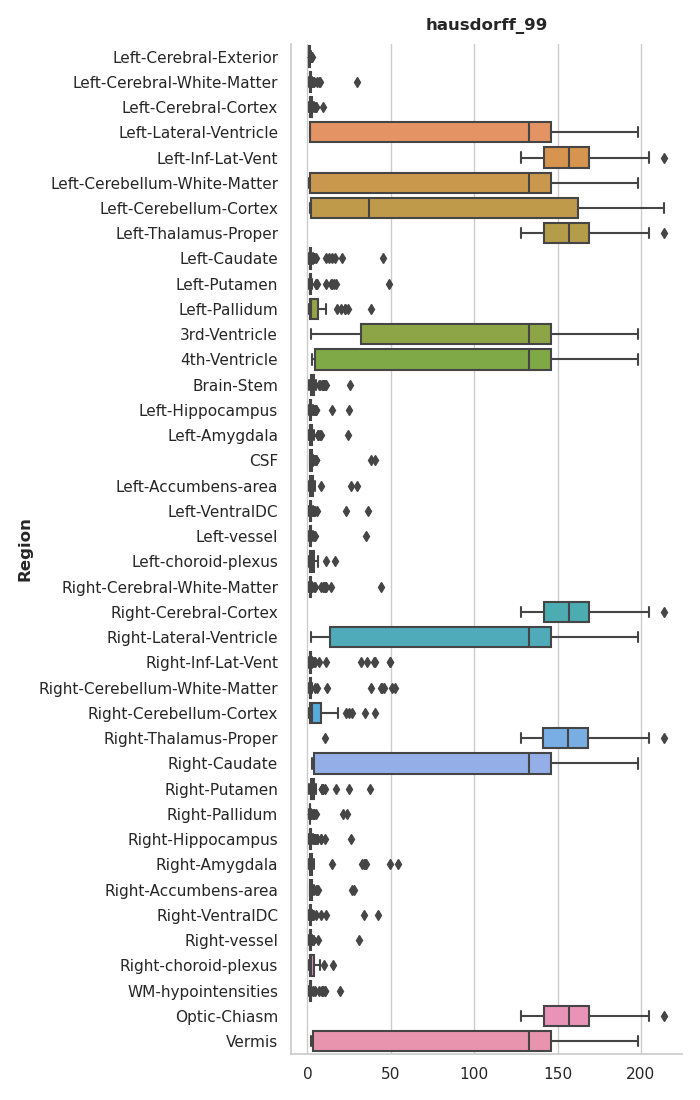 hausdorff_99
Left-Cerebral-Exterior
Left-Cerebral-White-Matter
Left-Cerebral-Cortex
Left-Lateral-Ventricle
Left-Inf-Lat-Vent
Left-Cerebellum-White-Matter
Left-Cerebellum-Cortex
Left-Thalamus-Proper
Left-Caudate
Left-Putamen
Left-Pallidum
3rd-Ventricle
4th-Ventricle
Brain-Stem
Left-Hippocampus
Left-Amygdala
CSF
Left-Accumbens-area
Left-VentralDC
Left-vessel
Left-choroid-plexus
Right-Cerebral-White-Matter
Right-Cerebral-Cortex
Right-Lateral-Ventricle
Right-Inf-Lat-Vent
Right-Cerebellum-White-Matter
Right-Cerebellum-Cortex
Right-Thalamus-Proper
Right-Caudate
Right-Putamen
Right-Pallidum
Right-Hippocampus
Right-Amygdala
Right-Accumbens-area
Right-VentralDC
Right-vessel
Right-choroid-plexus
WM-hypointensities
Optic-Chiasm
Vermis
Region
0 50 100 150 200